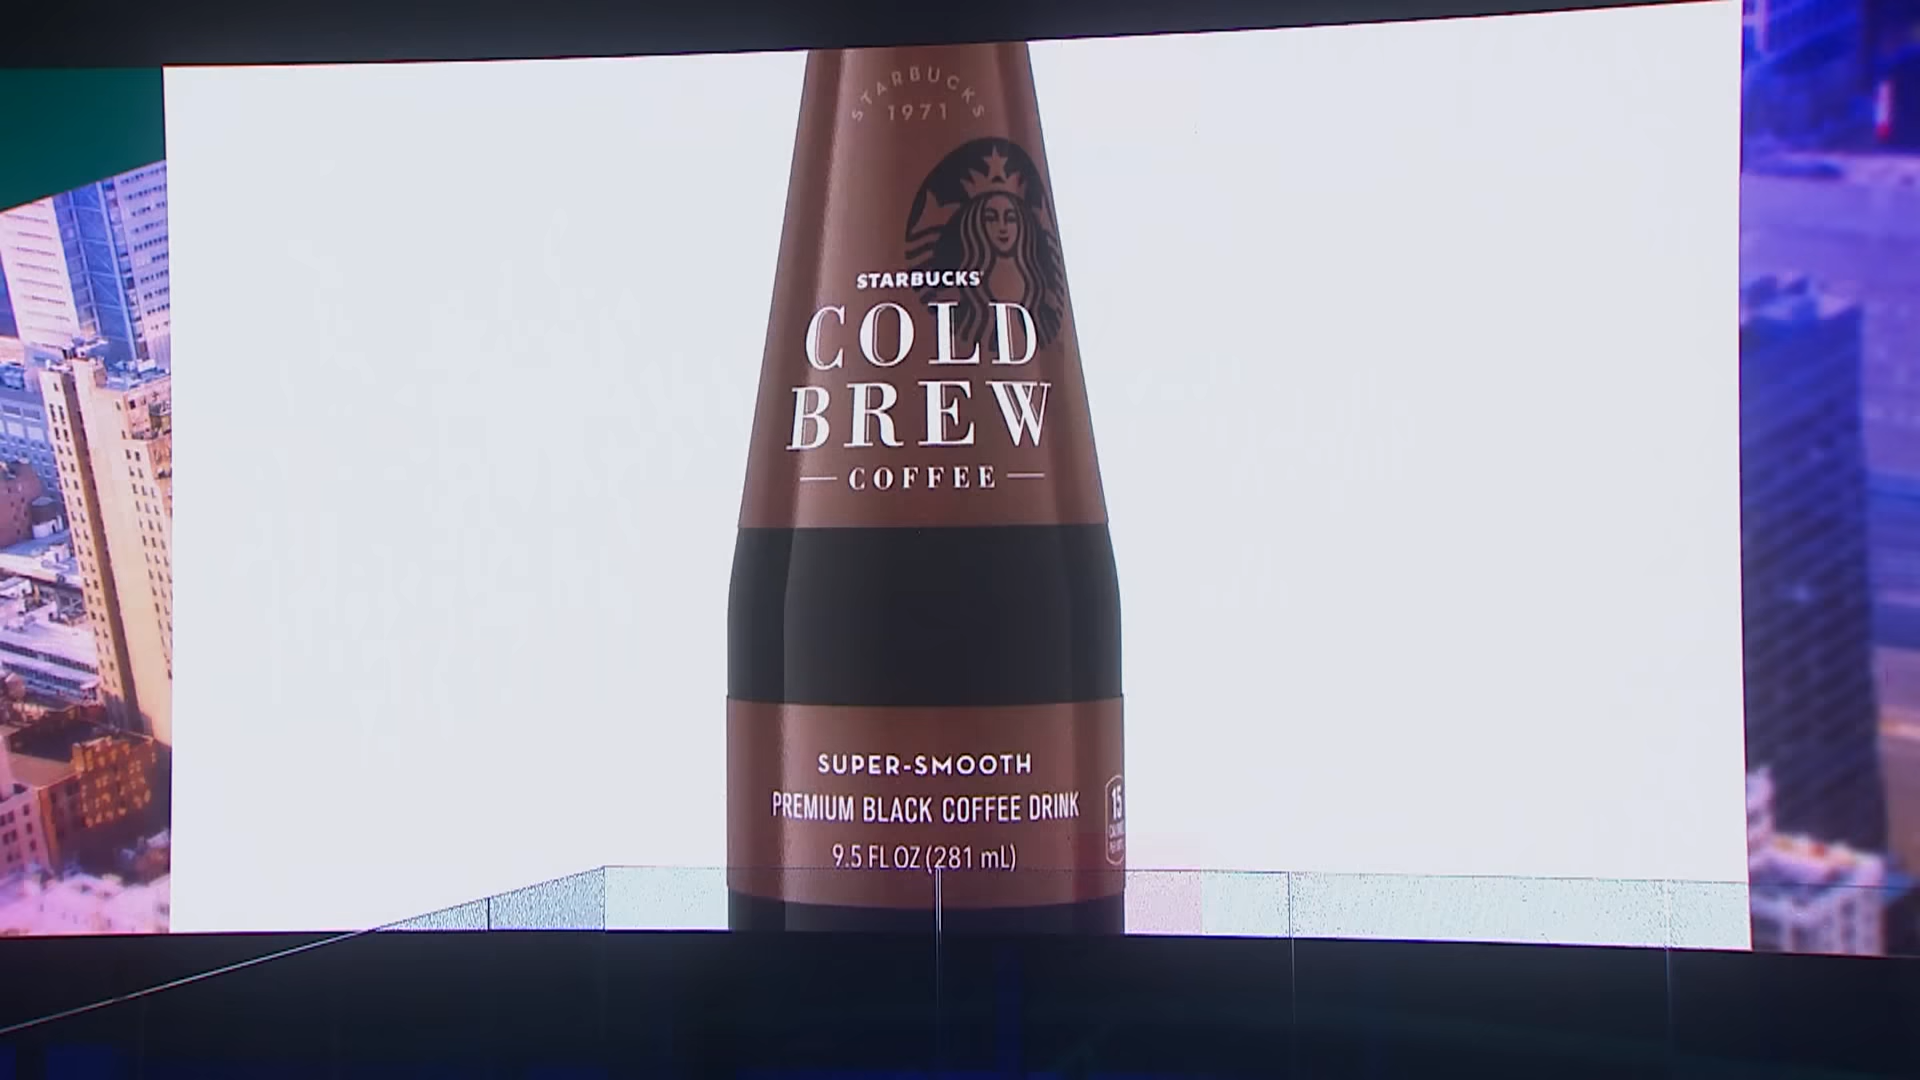 STARBUCKS
1971
STARBUCKS
COLD
BREW
COFFEE
SUPER-SMOOTH
PREMIUM BLACK COFFEE DRINK
9.5 FL OZ (281 mL)
15